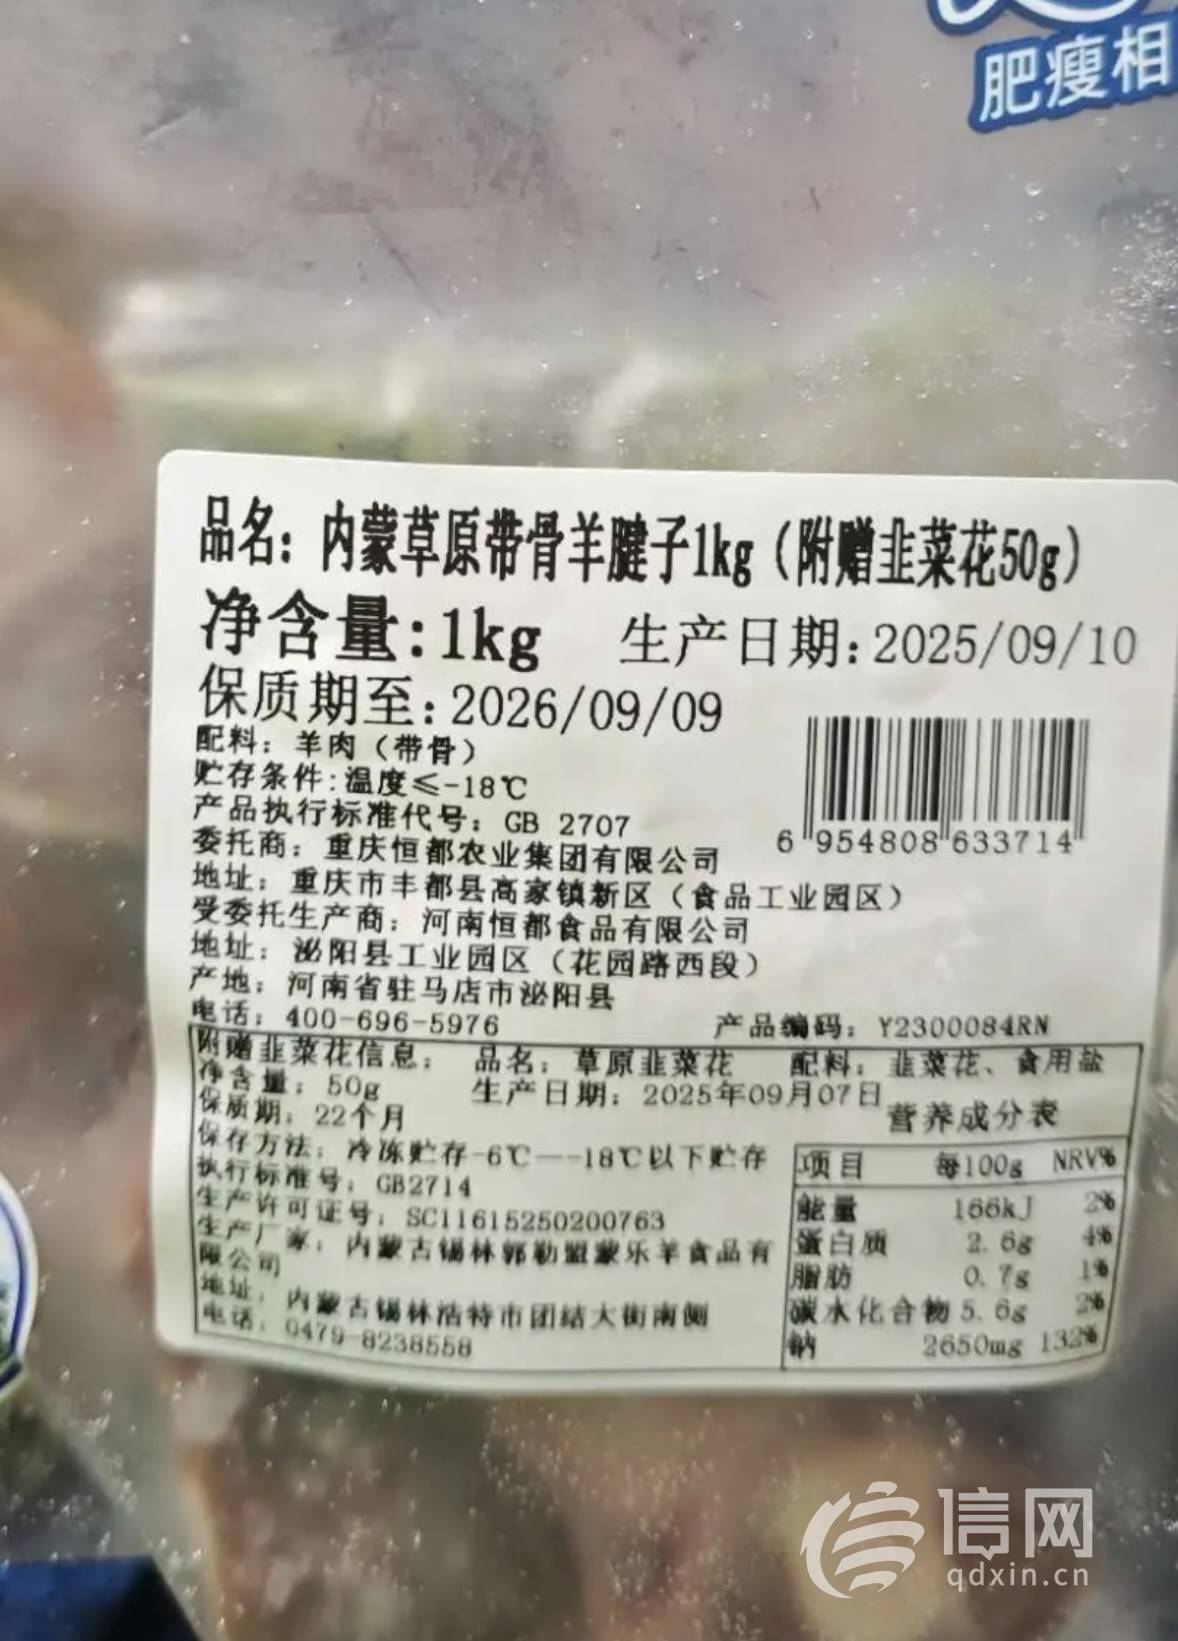 肥瘦相
品名：内蒙草原带骨羊腱子1kg（附赠韭菜花50g）
净含量：1kg 生产日期：2025/09/10
保质期至：2026/09/09
配料：羊肉（带骨）
贮存条件：温度≤-18℃
产品执行标准代号：GB 2707
6 954808 633714
委托商：重庆恒都农业集团有限公司
地址：重庆市丰都县高家镇新区（食品工业园区）
受委托生产商：河南恒都食品有限公司
地址：泌阳县工业园区（花园路西段）
产地：河南省驻马店市泌阳县
电话：400-696-5976 产品编码：Y2300084RN
附赠韭菜花信息： 品名：草原韭菜花 配料：韭菜花、食用盐
净含量：50g 生产日期：2025年09月07日
保质期：22个月
保存方法：冷冻贮存-6℃—-18℃以下贮存
执行标准号：GB2714
生产许可证号：SC11615250200763
生产厂家：内蒙古锡林郭勒盟蒙乐羊食品有
限公司
地址：内蒙古锡林浩特市团结大街南侧
电话：0479-8238558
营养成分表
项目 每100g NRV%
能量 166kJ 2%
蛋白质 2.6g 4%
脂肪 0.7g 1%
碳水化合物 5.6g 2%
钠 2650mg 132%
信网
qdxin.cn